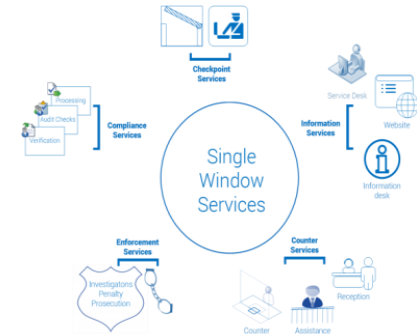 Checkpoint
Services
Service Desk
Website
Information
Services
Information
desk
Processing
Audit Checks
Verification
Compliance
Services
Single
Window
Services
Enforcement
Services
Investigatons
Penalty
Prosecution
Counter
Services
Reception
Counter
Assistance